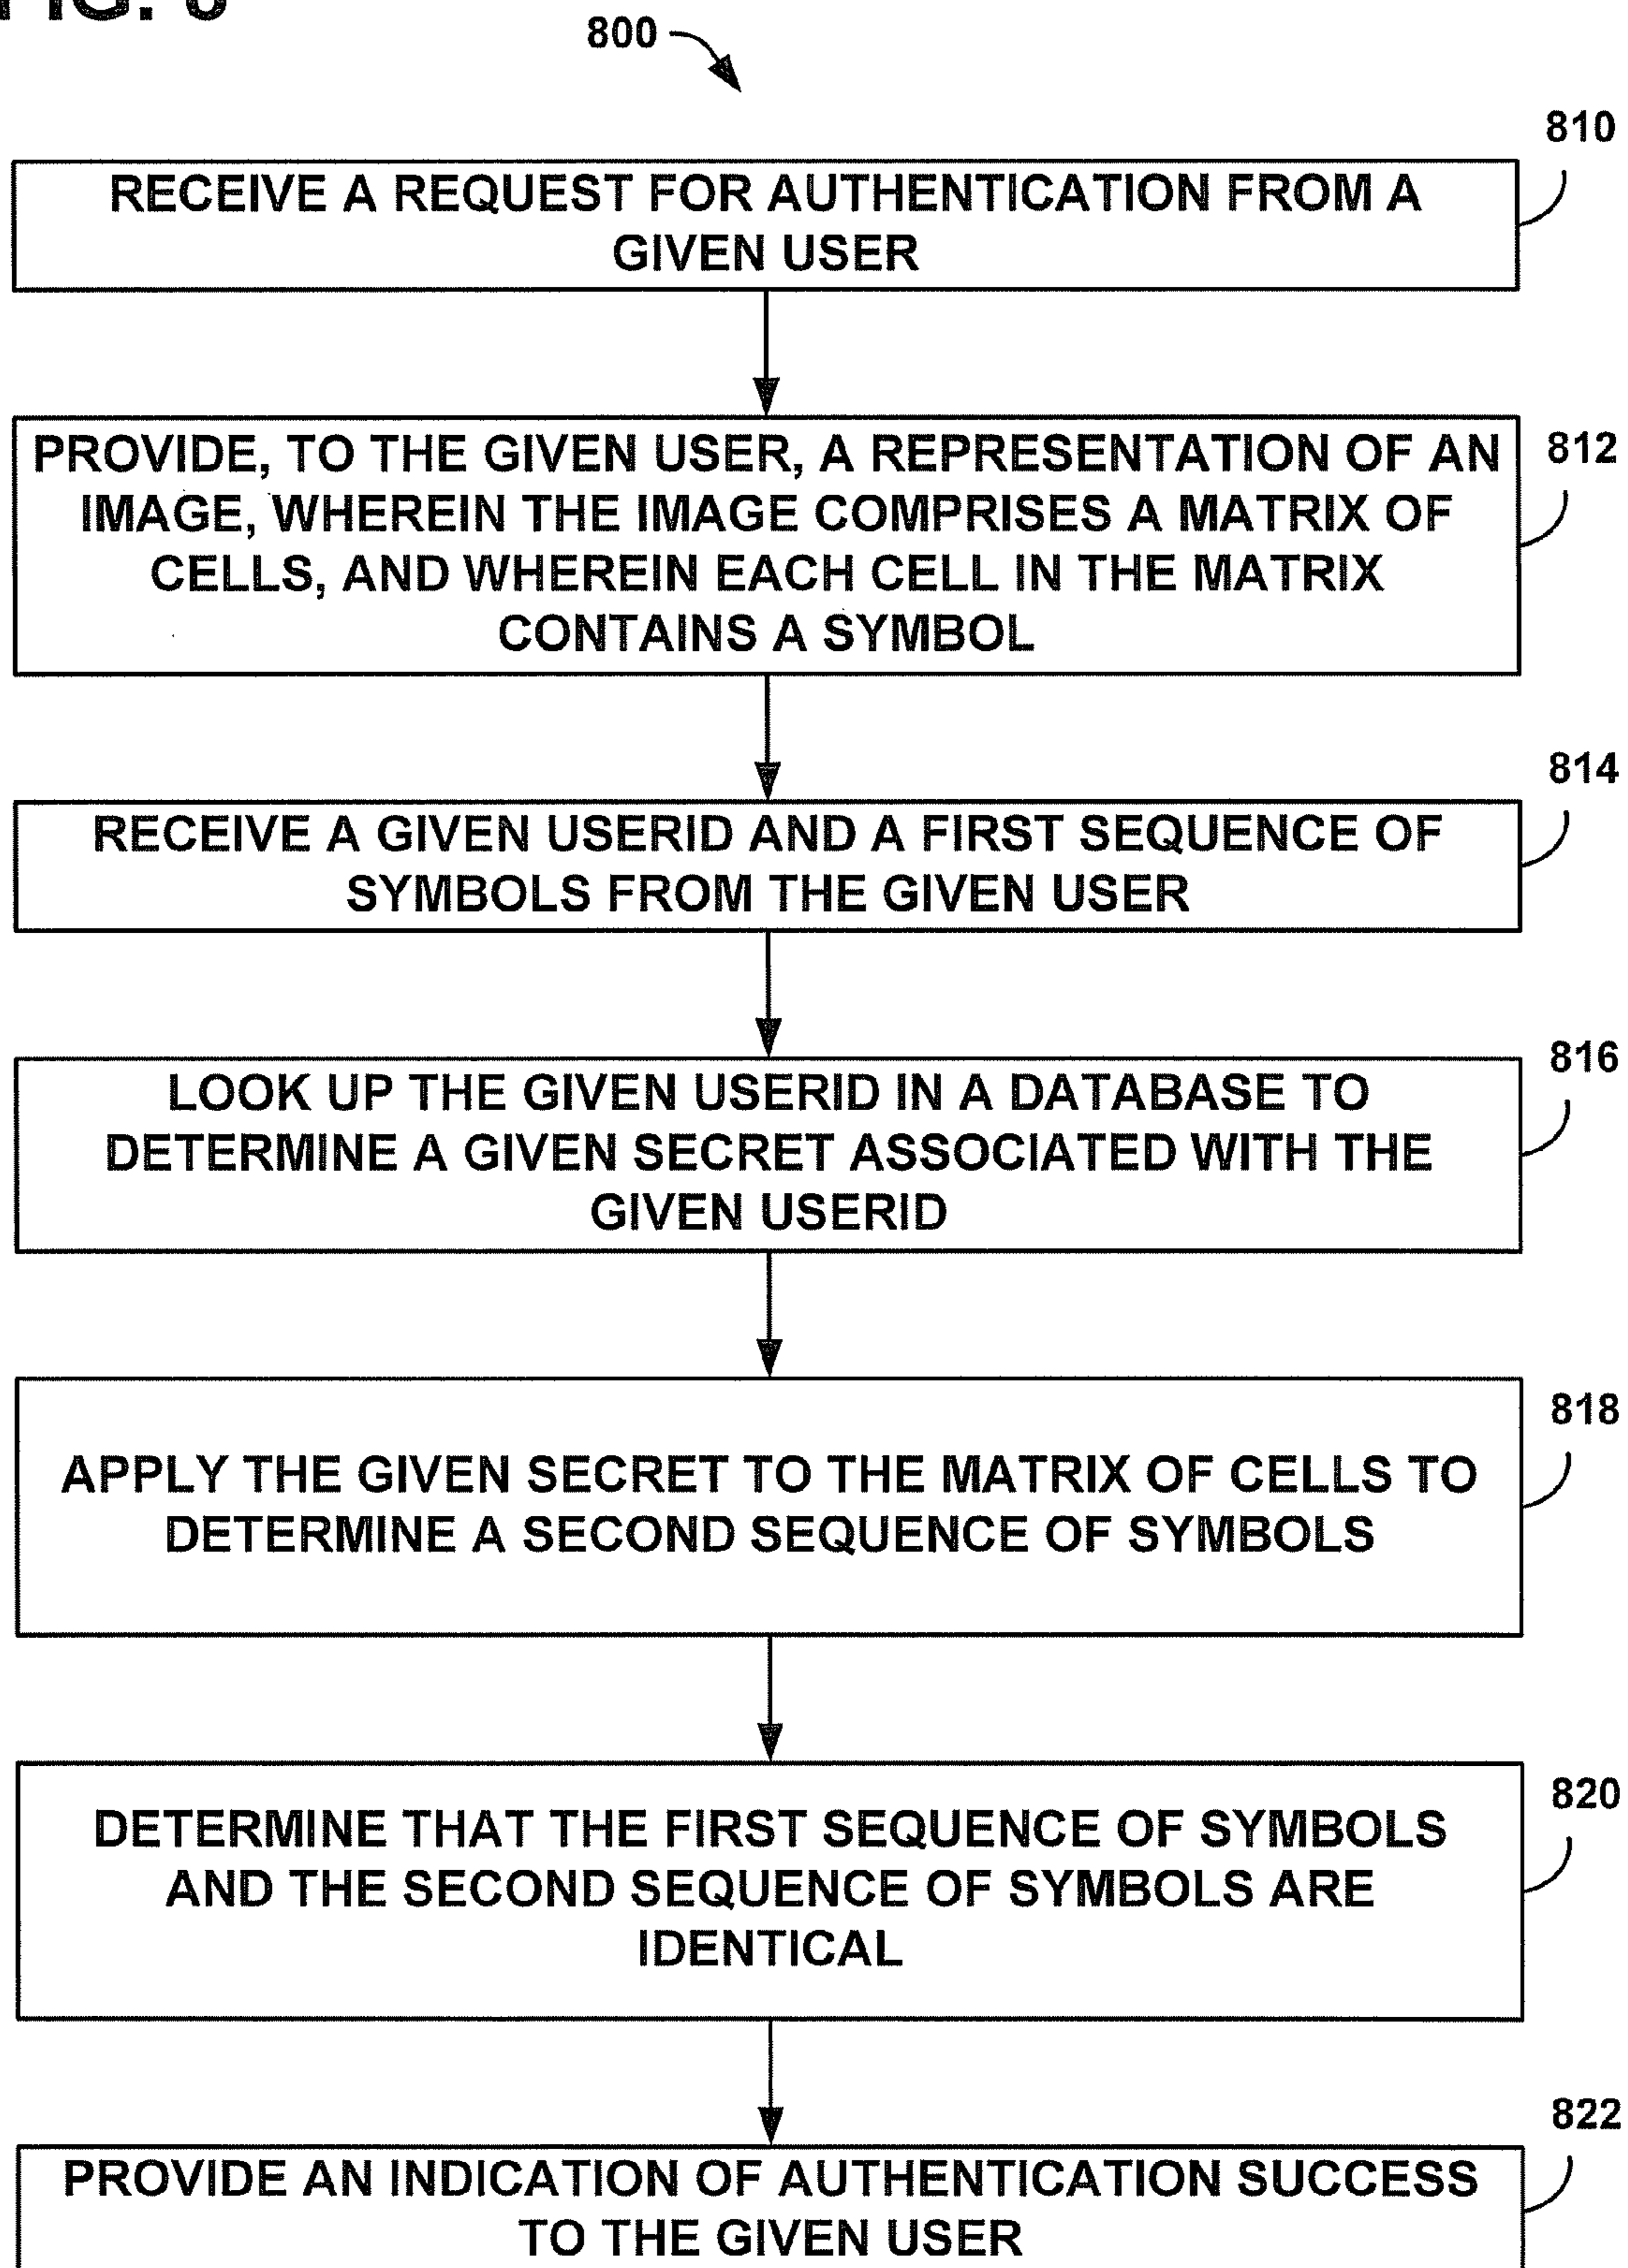 FIG. 8
800
810
RECEIVE A REQUEST FOR AUTHENTICATION FROM A
GIVEN USER
812
PROVIDE, TO THE GIVEN USER, A REPRESENTATION OF AN
IMAGE, WHEREIN THE IMAGE COMPRISES A MATRIX OF
CELLS, AND WHEREIN EACH CELL IN THE MATRIX
CONTAINS A SYMBOL
814
RECEIVE A GIVEN USERID AND A FIRST SEQUENCE OF
SYMBOLS FROM THE GIVEN USER
816
LOOK UP THE GIVEN USERID IN A DATABASE TO
DETERMINE A GIVEN SECRET ASSOCIATED WITH THE
GIVEN USERID
818
APPLY THE GIVEN SECRET TO THE MATRIX OF CELLS TO
DETERMINE A SECOND SEQUENCE OF SYMBOLS
820
DETERMINE THAT THE FIRST SEQUENCE OF SYMBOLS
AND THE SECOND SEQUENCE OF SYMBOLS ARE
IDENTICAL
822
PROVIDE AN INDICATION OF AUTHENTICATION SUCCESS
TO THE GIVEN USER